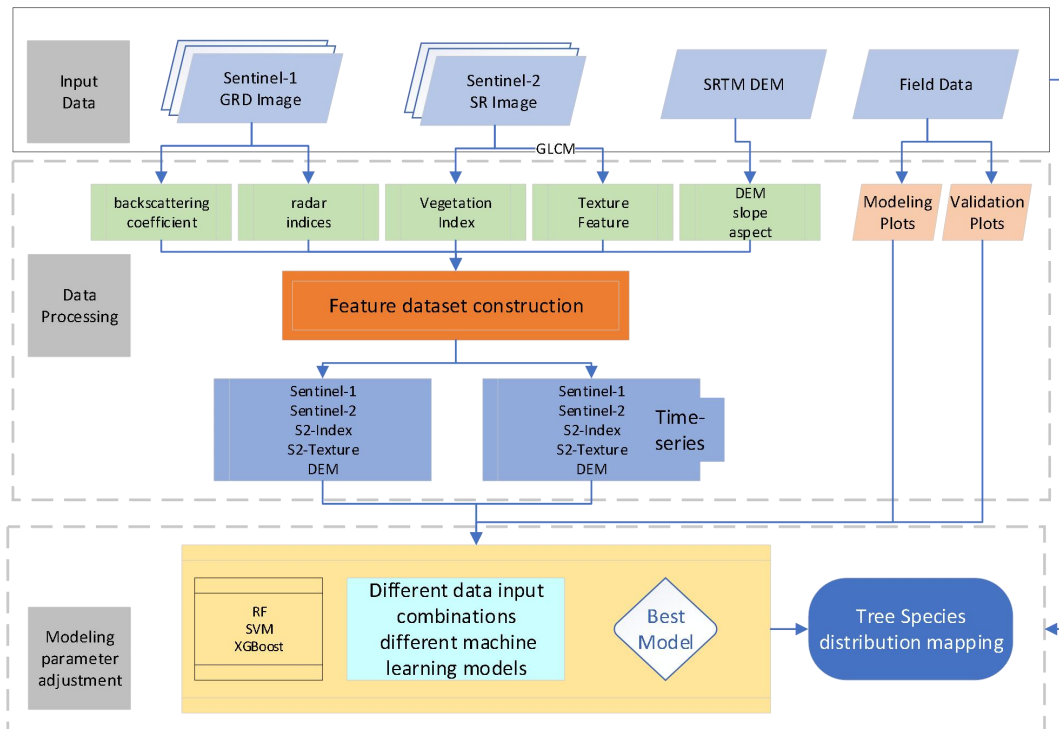 Input
Data
Sentinel-1
GRD Image
Sentinel-2
SR Image
SRTM DEM
Field Data
GLCM
backscattering
coefficient
radar
indices
Vegetation
Index
Texture
Feature
DEM
slope
aspect
Modeling
Plots
Validation
Plots
Data
Processing
Feature dataset construction
Sentinel-1
Sentinel-2
S2-Index
S2-Texture
DEM
Sentinel-1
Sentinel-2
S2-Index
S2-Texture
DEM
Time-
series
Modeling
parameter
adjustment
RF
SVM
XGBoost
Different data input
combinations
different machine
learning models
Best
Model
Tree Species
distribution mapping